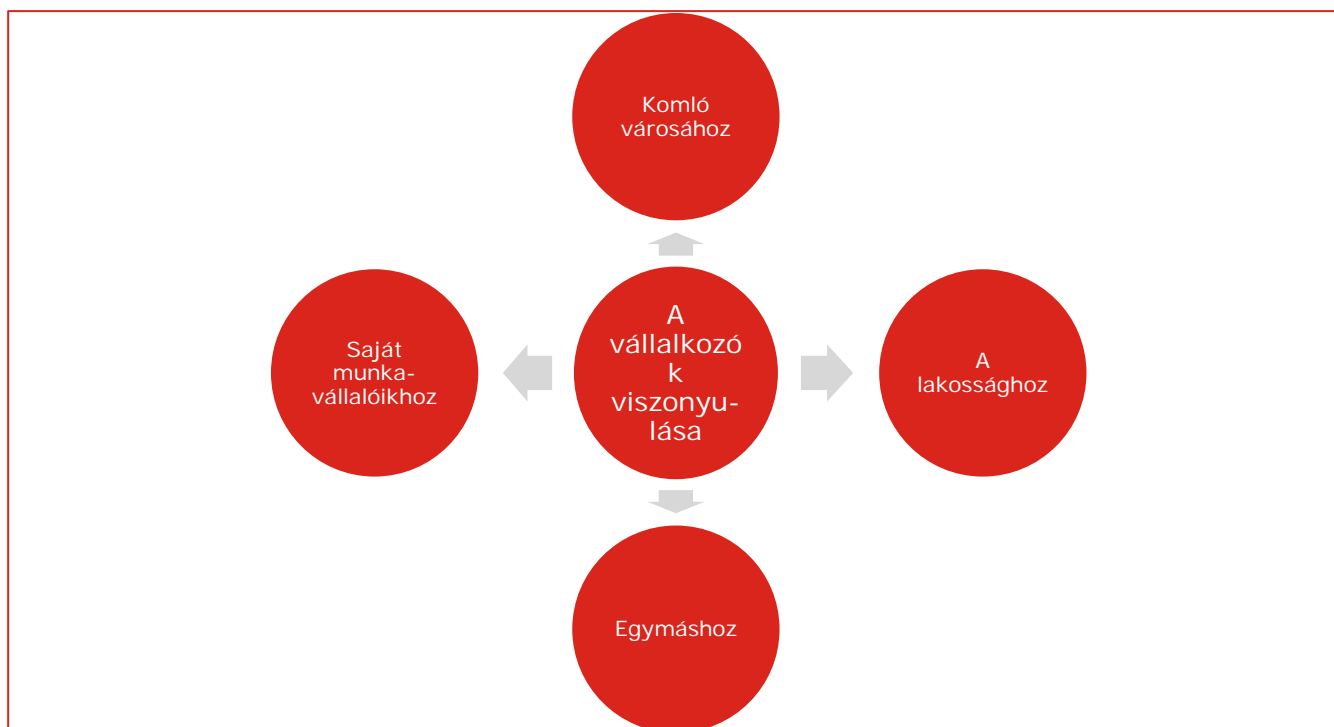 Komló
városához
Saját
munka-
vállalóikhoz
A
vállalkozó
k
viszonyu-
lása
A
lakossághoz
Egymáshoz